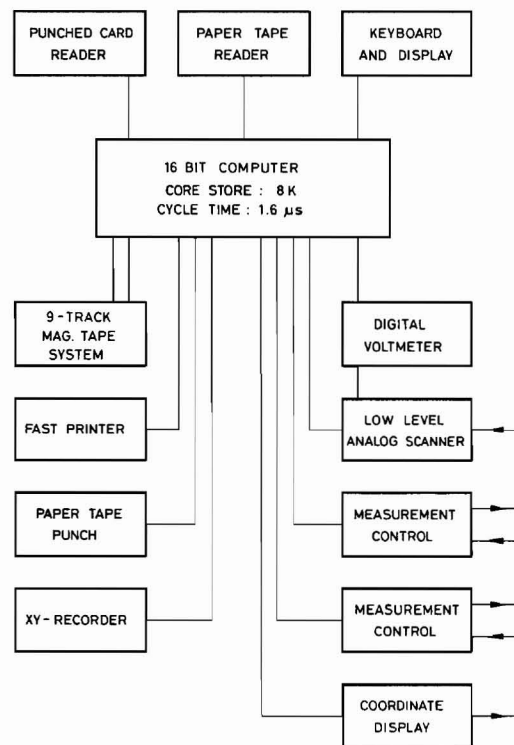 PUNCHED CARD
READER
PAPER TAPE
READER
KEYBOARD
AND DISPLAY
16 BIT COMPUTER
CORE STORE : 8K
CYCLE TIME : 1.6 µs
9-TRACK
MAG. TAPE
SYSTEM
DIGITAL
VOLTMETER
FAST PRINTER
LOW LEVEL
ANALOG SCANNER
PAPER TAPE
PUNCH
MEASUREMENT
CONTROL
XY-RECORDER
MEASUREMENT
CONTROL
COORDINATE
DISPLAY